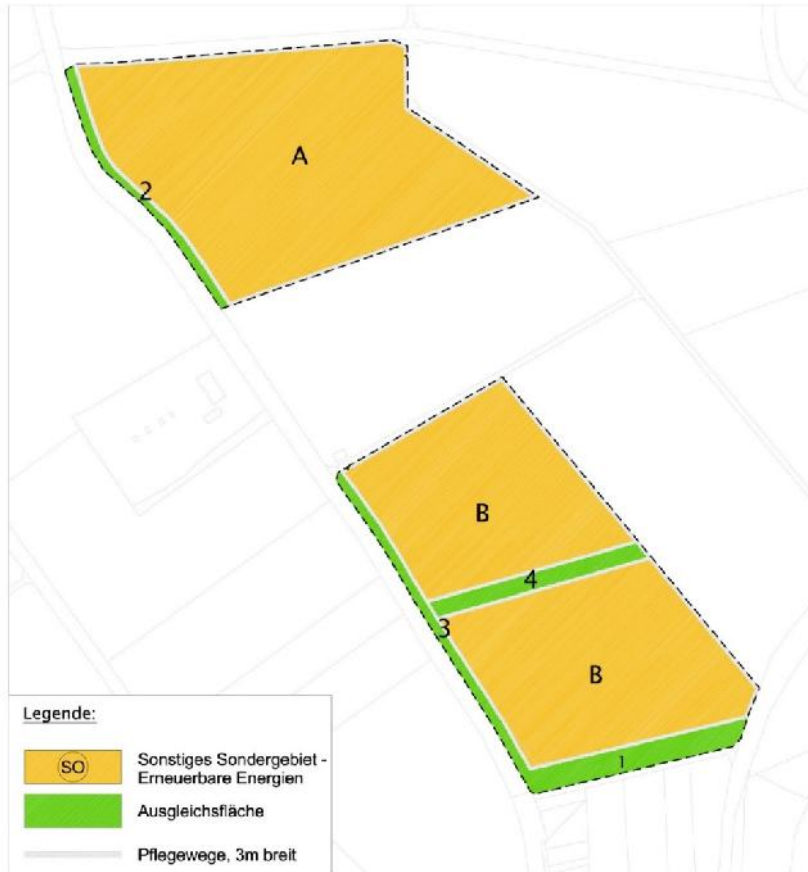 A
2
B
4
3
B
1
Legende:
SO
Sonstiges Sondergebiet -
Erneuerbare Energien
Ausgleichsfläche
Pflegewege, 3m breit